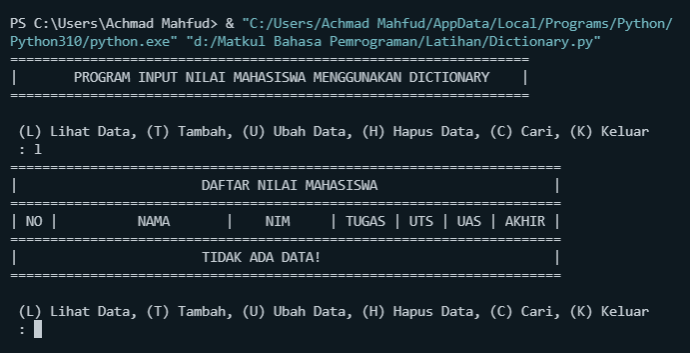 PS C:\Users\Achmad Mahfud> & "C:/Users/Achmad Mahfud/AppData/Local/Programs/Python/
Python310/python.exe" "d:/Matkul Bahasa Pemrograman/Latihan/Dictionary.py"
=================================================================
|       PROGRAM INPUT NILAI MAHASISWA MENGGUNAKAN DICTIONARY    |
=================================================================
(L) Lihat Data, (T) Tambah, (U) Ubah Data, (H) Hapus Data, (C) Cari, (K) Keluar
: l
=====================================================================
|                       DAFTAR NILAI MAHASISWA                      |
=====================================================================
| NO |          NAMA       |    NIM     | TUGAS | UTS | UAS | AKHIR |
=====================================================================
|                       TIDAK ADA DATA!                             |
=====================================================================
(L) Lihat Data, (T) Tambah, (U) Ubah Data, (H) Hapus Data, (C) Cari, (K) Keluar
: